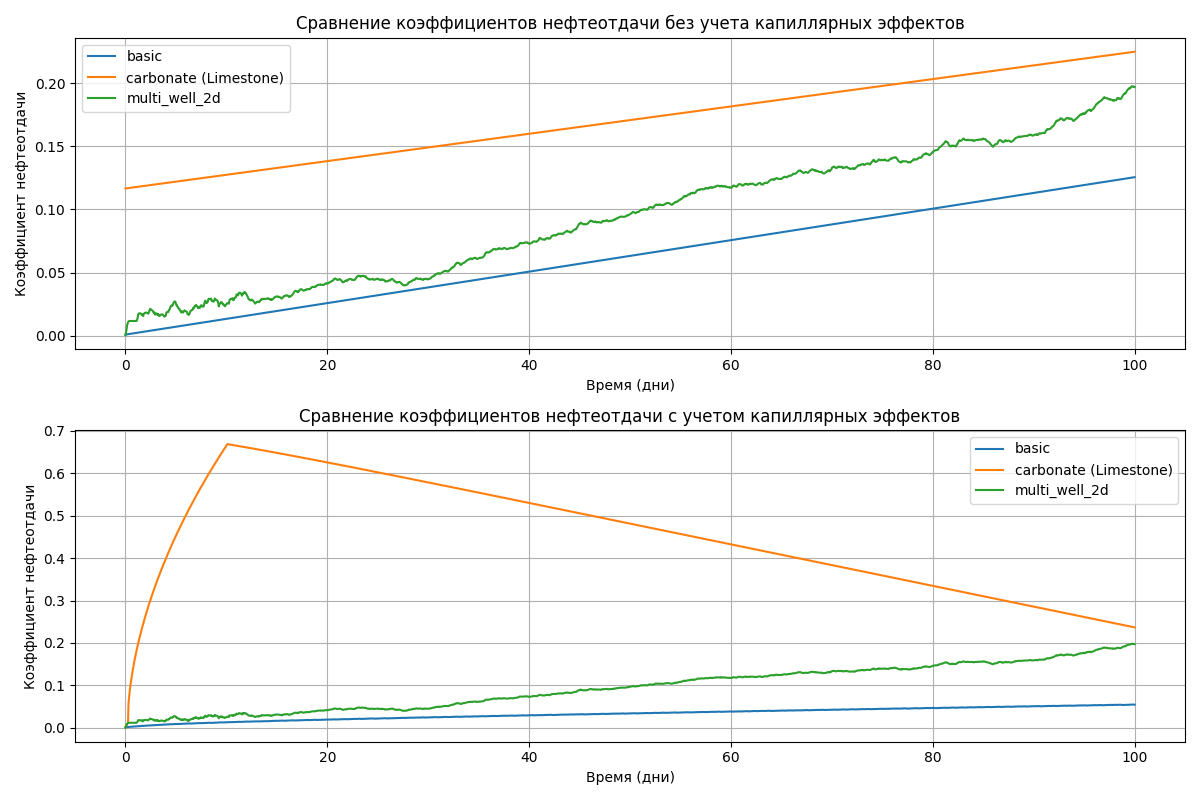 Сравнение коэффициентов нефтеотдачи без учета капиллярных эффектов
basic
carbonate (Limestone)
multi_well_2d
Коэффициент нефтеотдачи
0.20
0.15
0.10
0.05
0.00
0 20 40 60 80 100
Время (дни)
Сравнение коэффициентов нефтеотдачи с учетом капиллярных эффектов
basic
carbonate (Limestone)
multi_well_2d
Коэффициент нефтеотдачи
0.7
0.6
0.5
0.4
0.3
0.2
0.1
0.0
0 20 40 60 80 100
Время (дни)